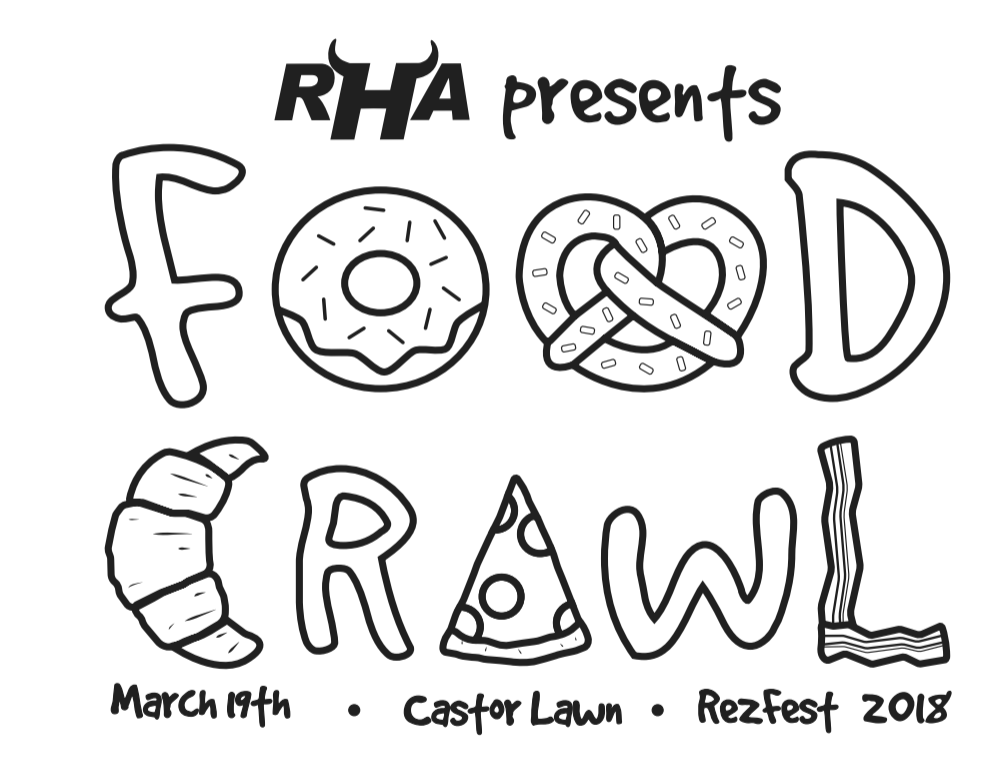 RHA presents
FOOD
CRAWL
March 19th • Castor Lawn • RezFest 2018